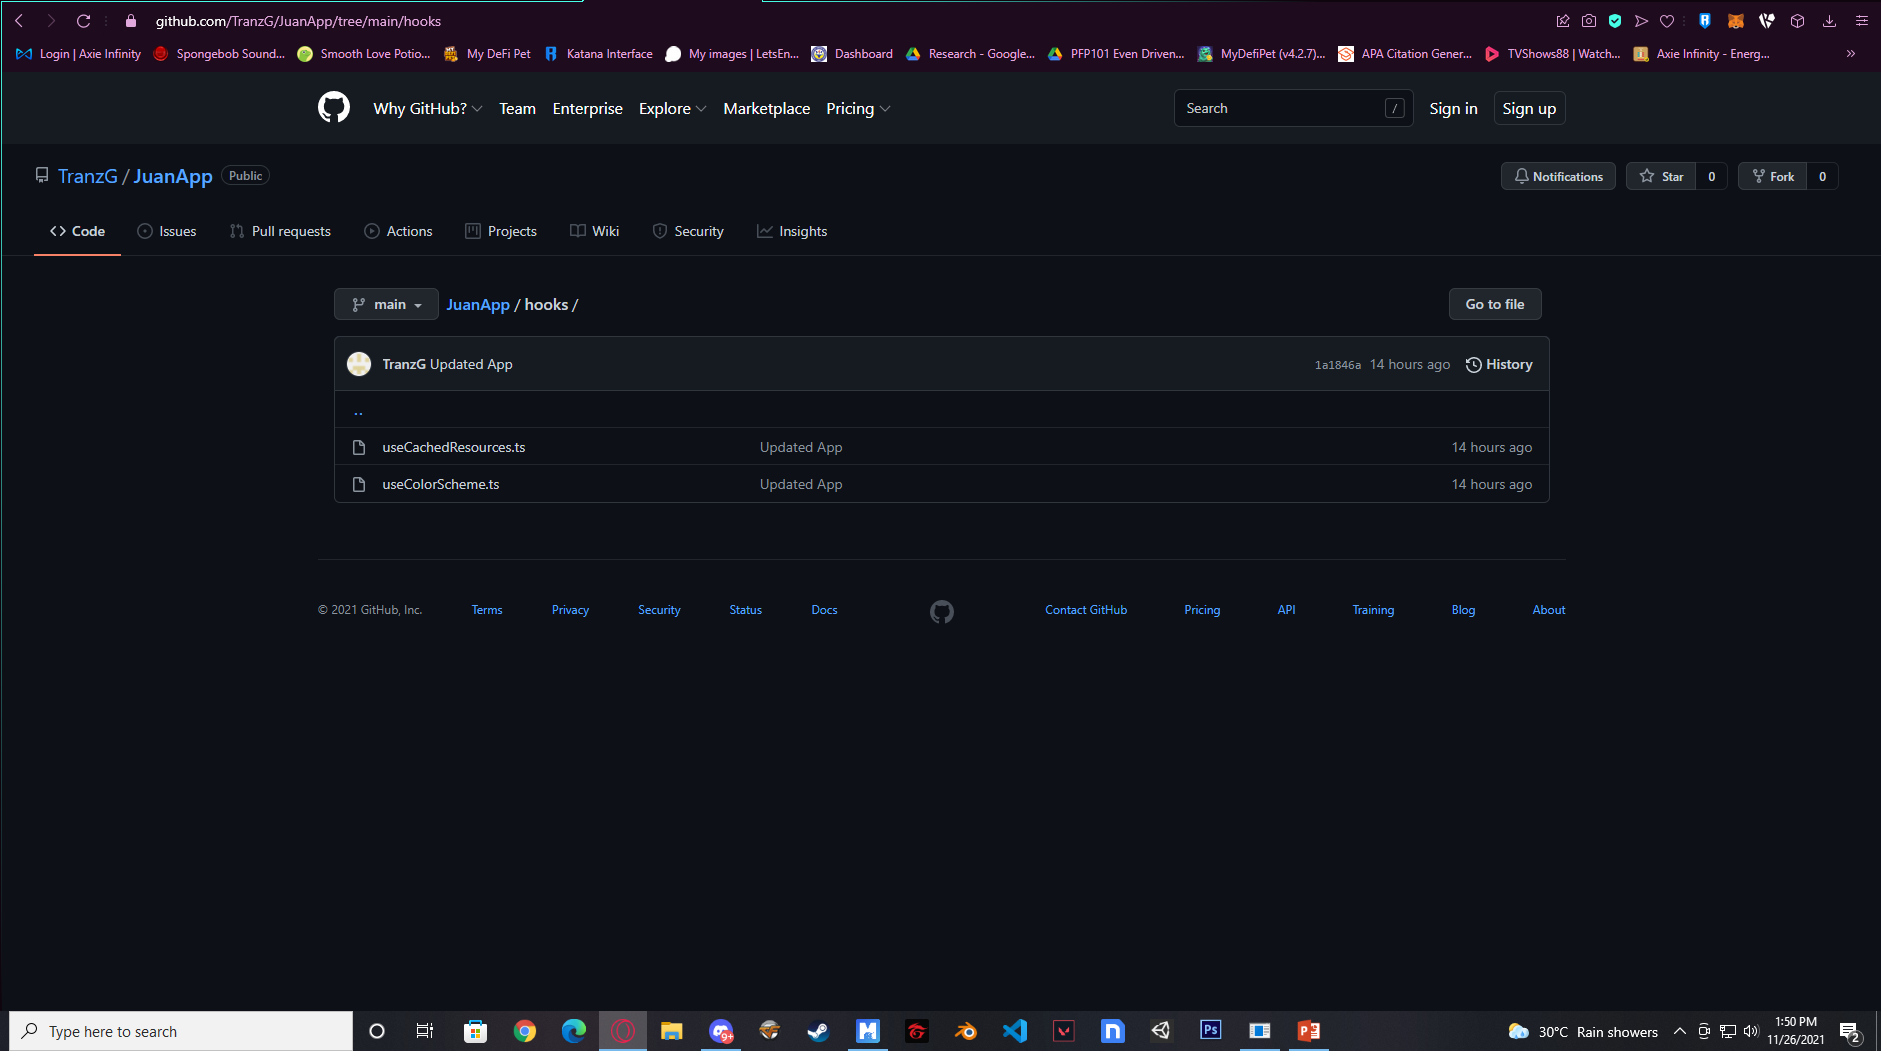 github.com/TranzG/JuanApp/tree/main/hooks
Login | Axie Infinity Spongebob Sound... Smooth Love Potio... My DeFi Pet Katana Interface My images | LetsEn... Dashboard Research - Google... PFP101 Even Driven... MyDefiPet (v4.2.7)... APA Citation Gener... TVShows88 | Watch... Axie Infinity - Energ... »
Why GitHub? Team Enterprise Explore Marketplace Pricing Search / Sign in Sign up
TranzG / JuanApp Public Notifications Star 0 Fork 0
Code Issues Pull requests Actions Projects Wiki Security Insights
main JuanApp / hooks / Go to file
TranzG Updated App 1a1846a 14 hours ago History
..
useCachedResources.ts Updated App 14 hours ago
useColorScheme.ts Updated App 14 hours ago
© 2021 GitHub, Inc. Terms Privacy Security Status Docs Contact GitHub Pricing API Training Blog About
Type here to search 9+ M Ps P 30°C Rain showers 1:50 PM
11/26/2021 2